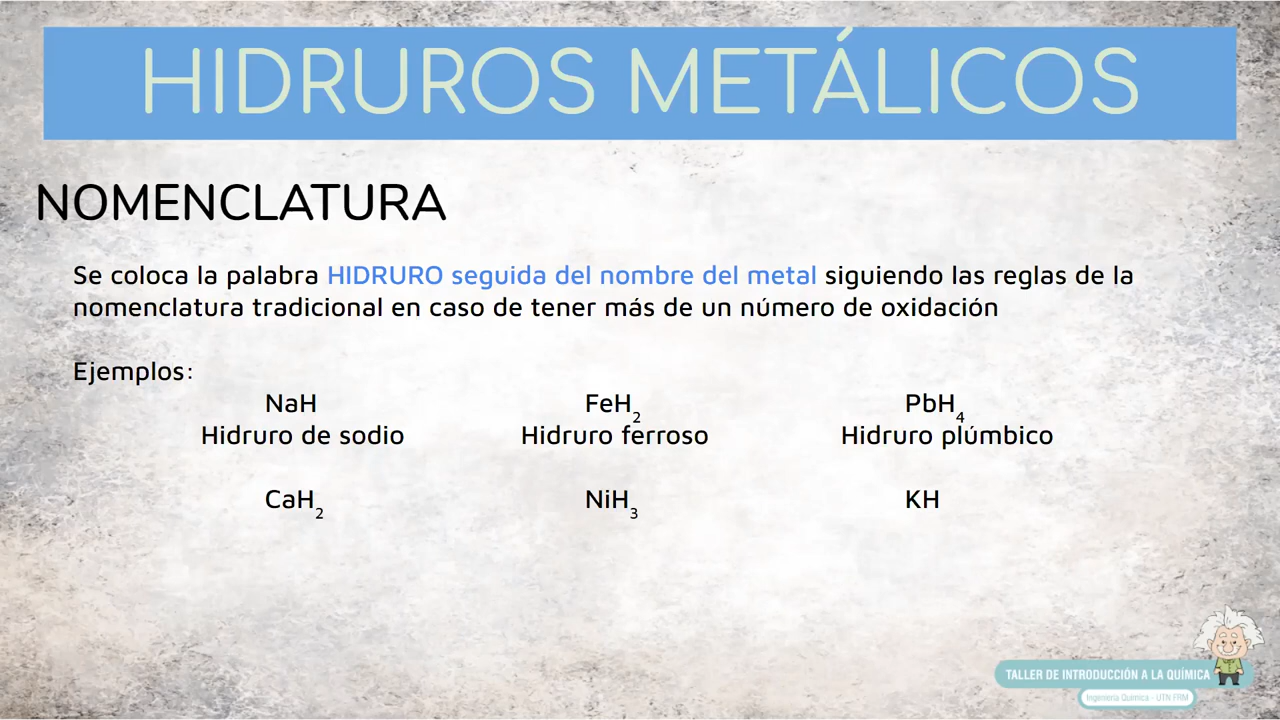 HIDRUROS METÁLICOS
NOMENCLATURA
Se coloca la palabra HIDRURO seguida del nombre del metal siguiendo las reglas de la
nomenclatura tradicional en caso de tener más de un número de oxidación
Ejemplos:
NaH FeH₂ PbH₄
Hidruro de sodio Hidruro ferroso Hidruro plúmbico
CaH₂ NiH₃ KH
TALLER DE INTRODUCCIÓN A LA QUÍMICA
Ingeniería Química - UTN FRM